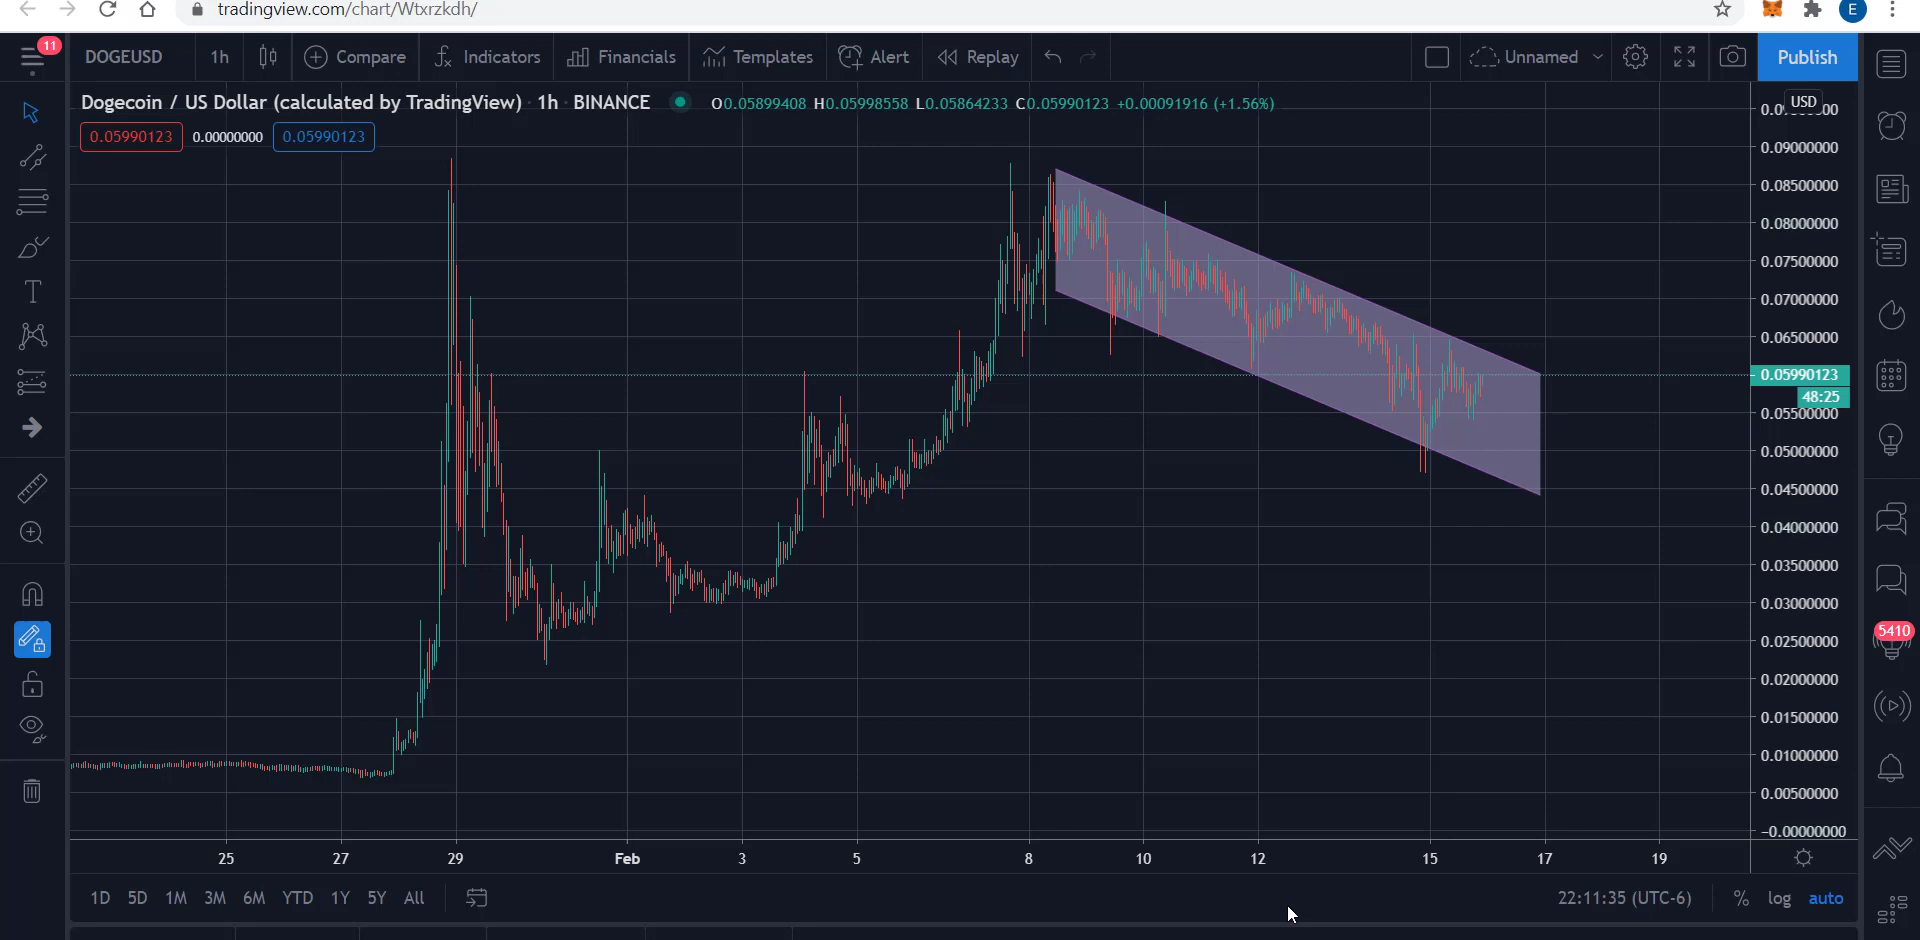 tradingview.com/chart/Wtxrzkdh/
E
11
DOGEUSD 1h Compare Indicators Financials Templates Alert Replay Unnamed Publish
Dogecoin / US Dollar (calculated by TradingView) 1h BINANCE O0.05899408 H0.05998558 L0.05864233 C0.05990123 +0.00091916 (+1.56%)
0.05990123 0.00000000 0.05990123
USD
0.09000000
0.08500000
0.08000000
0.07500000
0.07000000
0.06500000
0.05990123
48:25
0.05500000
0.05000000
0.04500000
0.04000000
0.03500000
0.03000000
0.02500000
0.02000000
0.01500000
0.01000000
0.00500000
-0.00000000
5410
25 27 29 Feb 3 5 8 10 12 15 17 19
1D 5D 1M 3M 6M YTD 1Y 5Y All 22:11:35 (UTC-6) % log auto